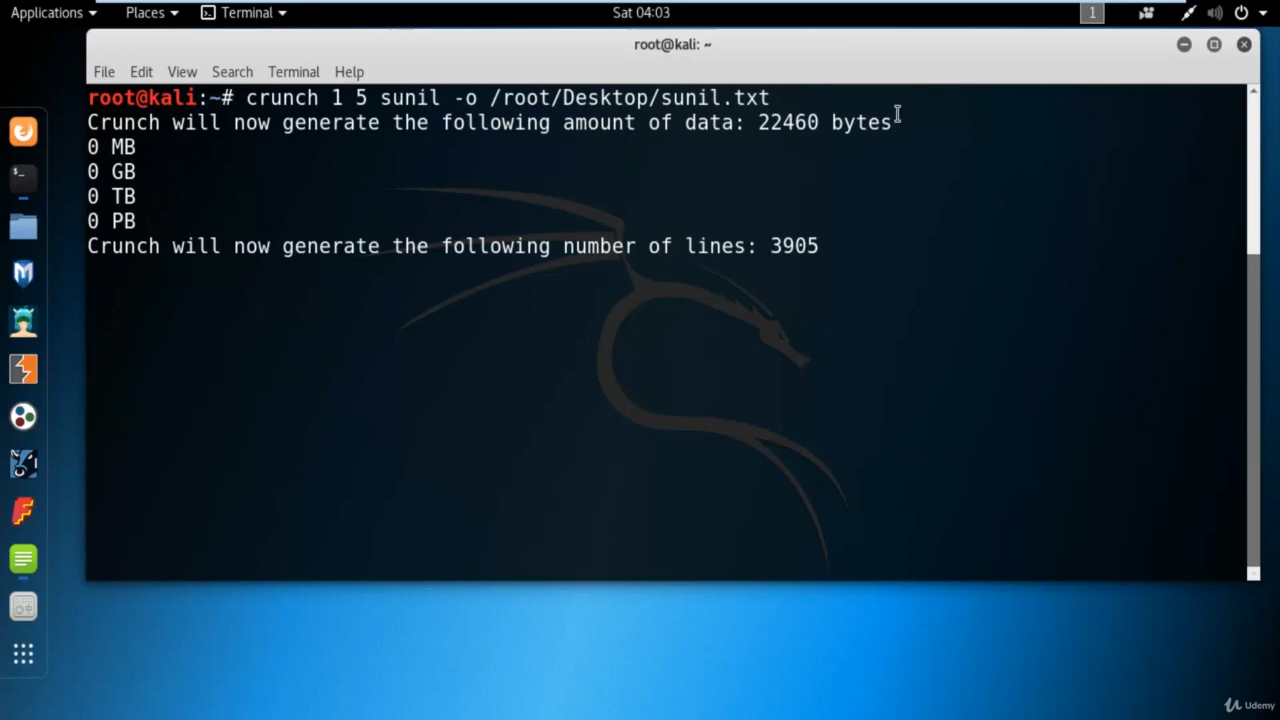 Applications Places Terminal Sat 04:03 1
root@kali: ~
File Edit View Search Terminal Help
root@kali:~# crunch 1 5 sunil -o /root/Desktop/sunil.txt
Crunch will now generate the following amount of data: 22460 bytes
0 MB
0 GB
0 TB
0 PB
Crunch will now generate the following number of lines: 3905
Udemy